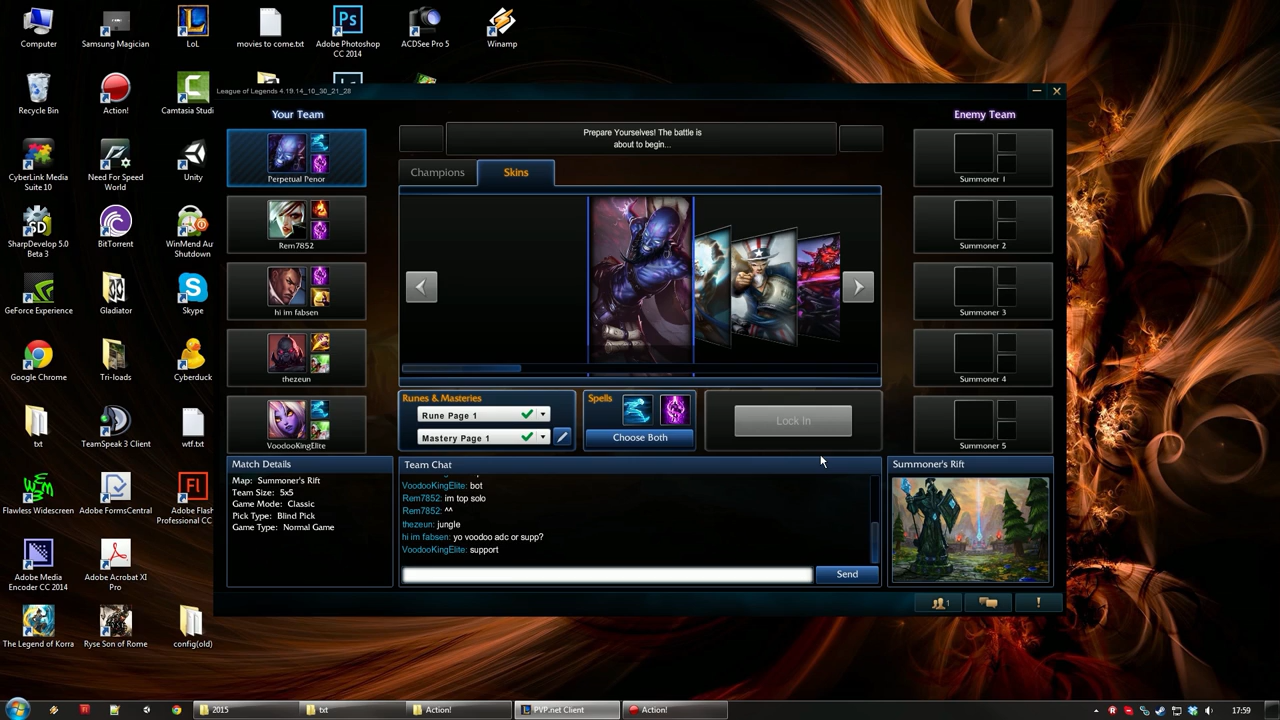 Computer
Samsung Magician
LoL
movies to come.txt
Adobe Photoshop CC 2014
ACDSee Pro 5
Winamp
Recycle Bin
Action!
Camtasia Studi
CyberLink Media Suite 10
Need For Speed World
Unity
SharpDevelop 5.0 Beta 3
BitTorrent
WinMend Au Shutdown
GeForce Experience
Gladiator
Skype
Google Chrome
Tri-loads
Cyberduck
txt
TeamSpeak 3 Client
wtf.txt
Flawless Widescreen
Adobe FormsCentral
Adobe Flash Professional CC
Adobe Media Encoder CC 2014
Adobe Acrobat XI Pro
The Legend of Korra
Ryse Son of Rome
config(old)
League of Legends 4.19.14_10_30_21_28
Your Team
Perpetual Penor
Rem7852
hi im fabsen
thezeun
VoodooKingElite
Prepare Yourselves! The battle is
about to begin...
Champions
Skins
Runes & Masteries
Rune Page 1
Mastery Page 1
Spells
Choose Both
Lock In
Enemy Team
Summoner 1
Summoner 2
Summoner 3
Summoner 4
Summoner 5
Match Details
Map: Summoner's Rift
Team Size: 5x5
Game Mode: Classic
Pick Type: Blind Pick
Game Type: Normal Game
Team Chat
VoodooKingElite: bot
Rem7852: im top solo
Rem7852: ^^
thezeun: jungle
hi im fabsen: yo voodoo adc or supp?
VoodooKingElite: support
Send
Summoner's Rift
1
2015
txt
Action!
PVP.net Client
Action!
17:59